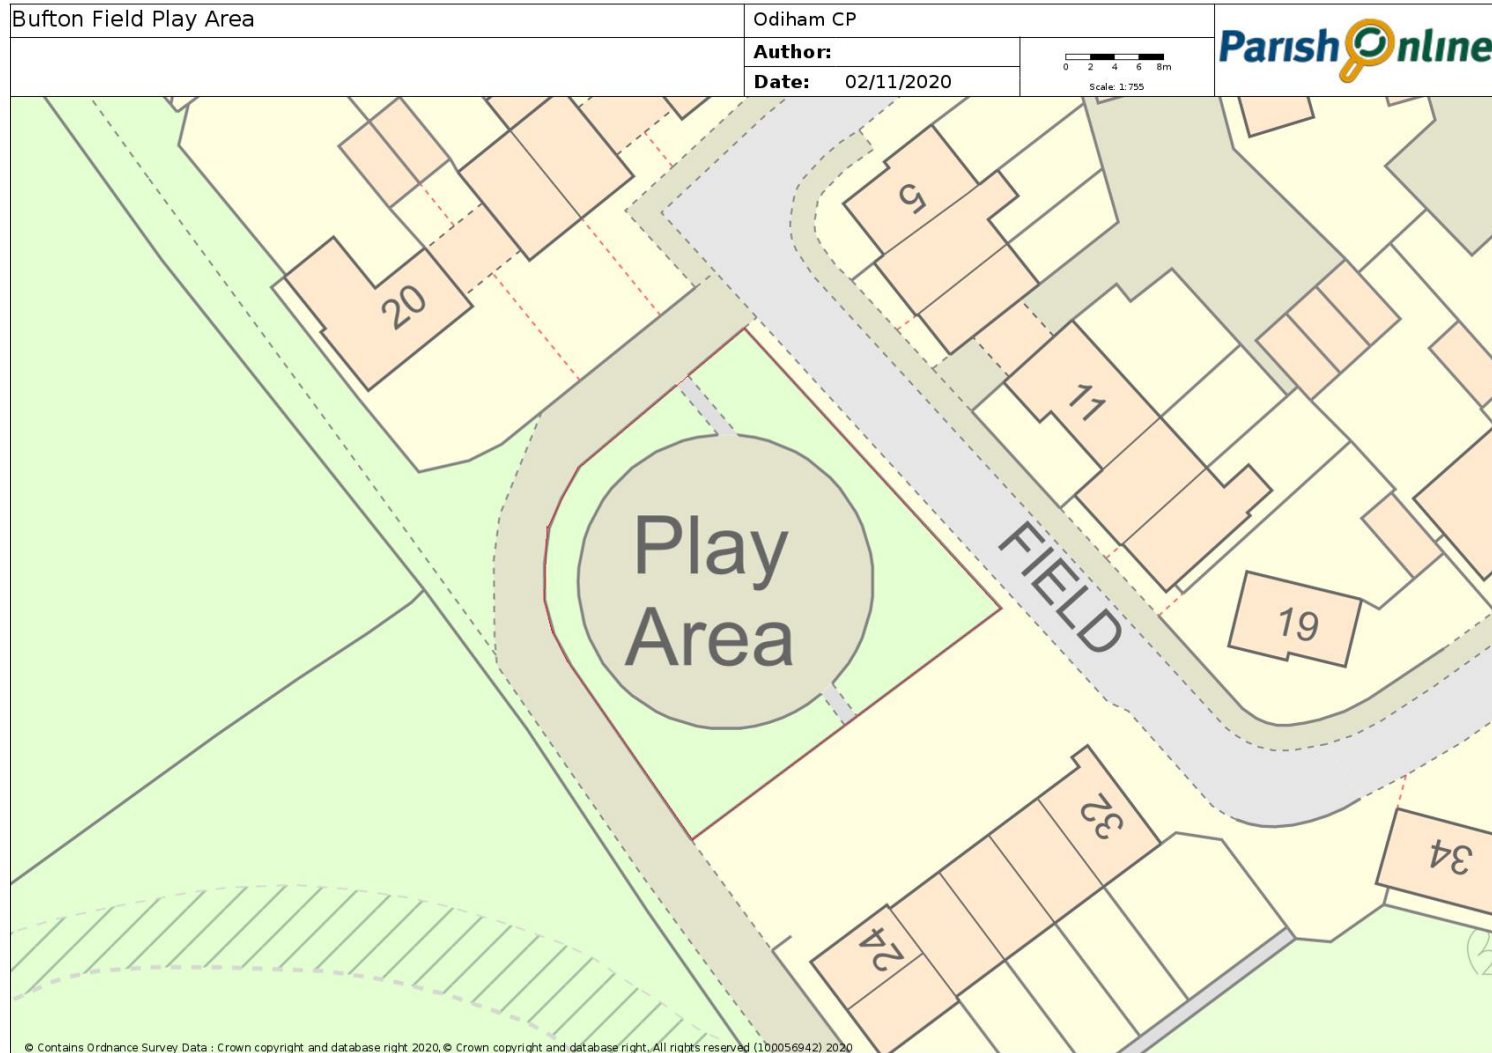 Bufton Field Play Area
Odiham CP
Author:
Date: 02/11/2020
0 2 4 6 8m
Scale: 1:755
Parish Online
5
20
11
Play
Area
FIELD
19
32
34
24
© Contains Ordnance Survey Data : Crown copyright and database right 2020,© Crown copyright and database right. All rights reserved (100056942) 2020